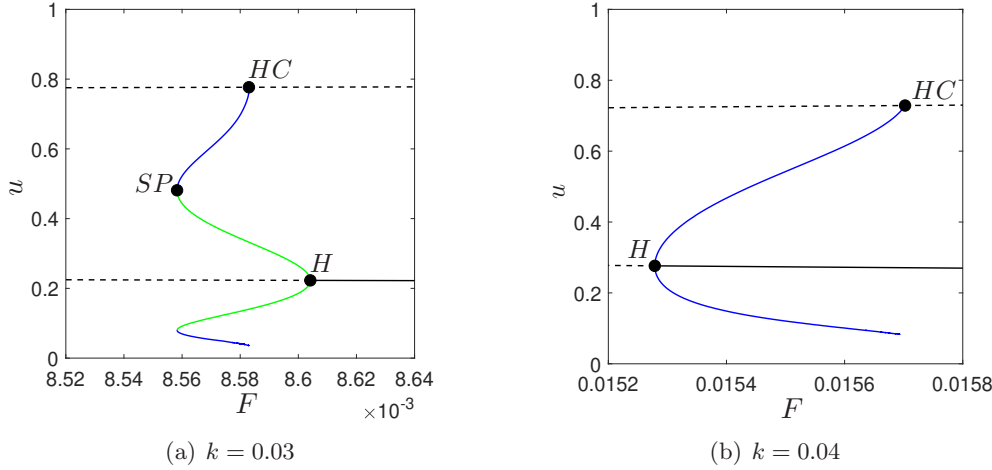 1
0.8
0.6
0.4
0.2
0
u
HC
SP
H
8.52 8.54 8.56 8.58 8.6 8.62 8.64
F
×10⁻³
(a) k = 0.03
1
0.8
0.6
0.4
0.2
0
u
HC
H
0.0152 0.0154 0.0156 0.0158
F
(b) k = 0.04